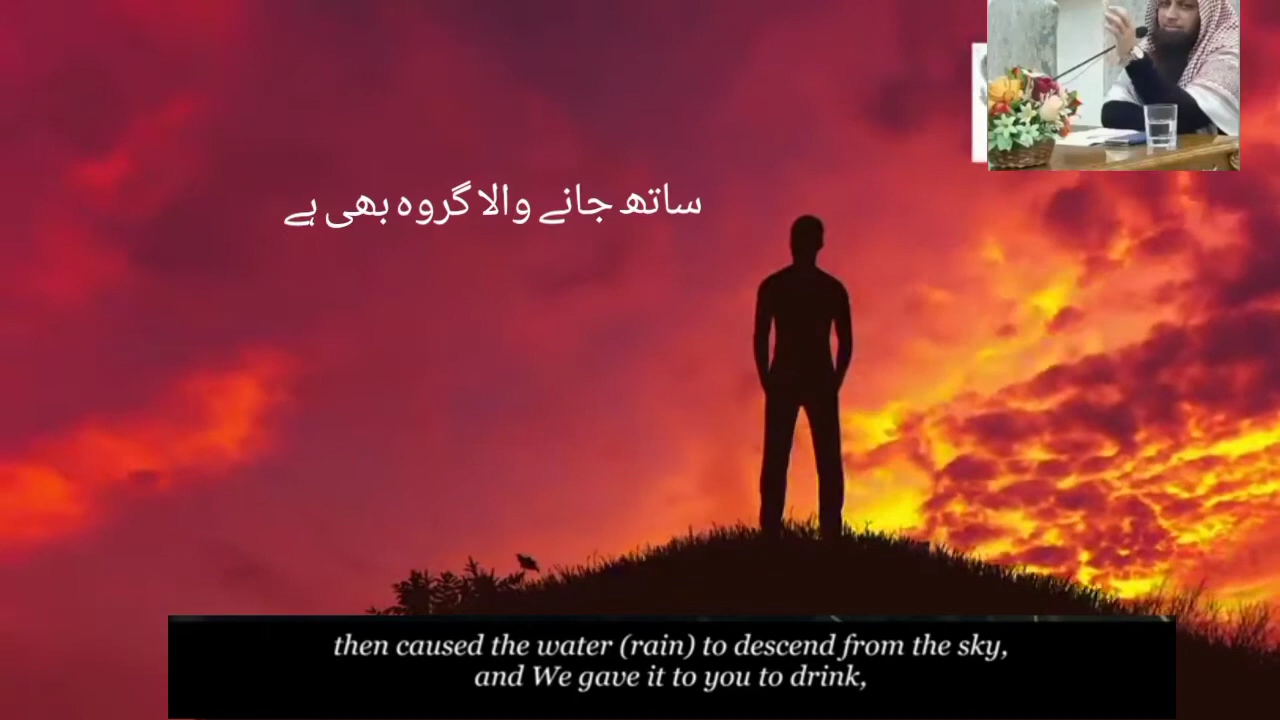 ساتھ جانے والا گروہ بھی ہے
then caused the water (rain) to descend from the sky,
and We gave it to you to drink,